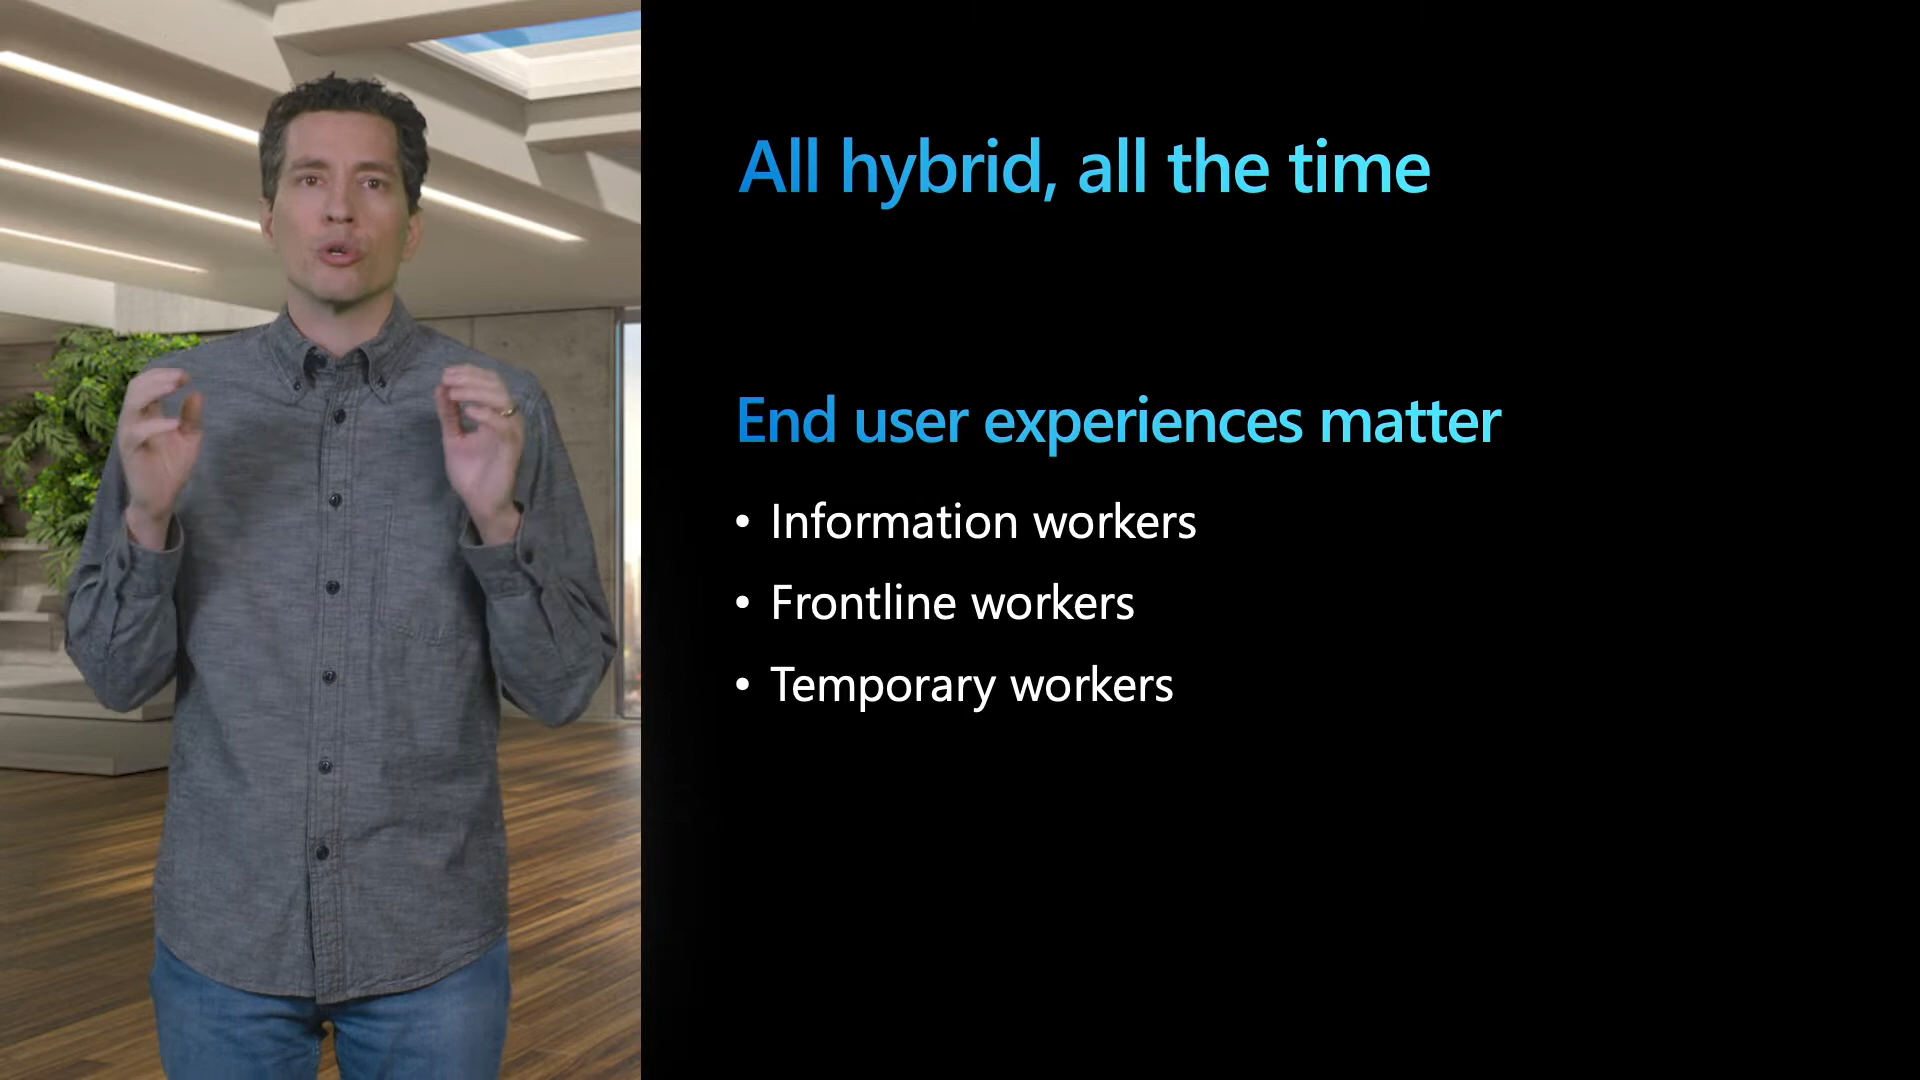 All hybrid, all the time
End user experiences matter
• Information workers
• Frontline workers
• Temporary workers